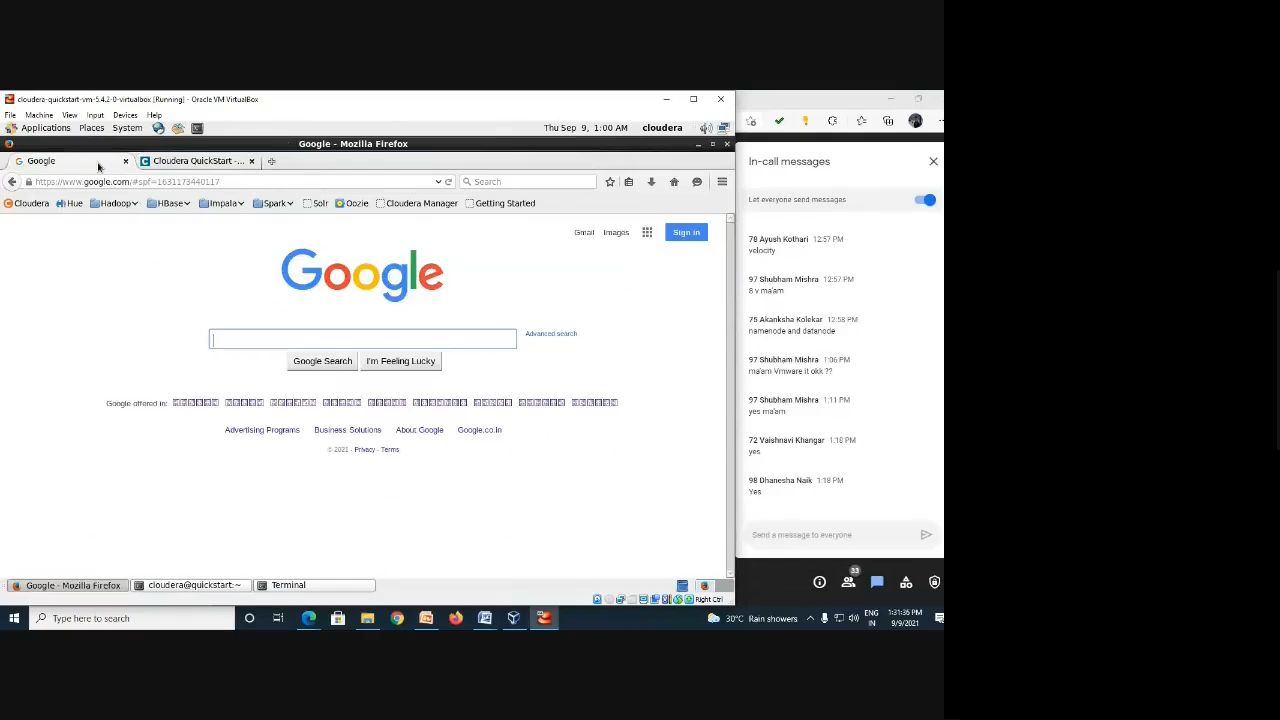 cloudera-quickstart-vm-5.4.2-0-virtualbox [Running] - Oracle VM VirtualBox
File Machine View Input Devices Help
Applications Places System Thu Sep 9, 1:00 AM cloudera
Google - Mozilla Firefox
Google Cloudera QuickStart -...
https://www.google.com/#spf=1631173440117 Search
Cloudera Hue Hadoop HBase Impala Spark Solr Oozie Cloudera Manager Getting Started
Gmail Images Sign in
Google
Advanced search
Google Search I'm Feeling Lucky
Google offered in:
Advertising Programs Business Solutions About Google Google.co.in
© 2021 - Privacy - Terms
Google - Mozilla Firefox cloudera@quickstart:~ Terminal
Right Ctrl
In-call messages
Let everyone send messages
78 Ayush Kothari 12:57 PM
velocity
97 Shubham Mishra 12:57 PM
8 v ma'am
75 Akanksha Kolekar 12:58 PM
namenode and datanode
97 Shubham Mishra 1:06 PM
ma'am Vmware it okk ??
97 Shubham Mishra 1:11 PM
yes ma'am
72 Vaishnavi Khangar 1:18 PM
yes
98 Dhanesha Naik 1:18 PM
Yes
Send a message to everyone
33
Type here to search
30°C Rain showers
ENG
IN
1:31:36 PM
9/9/2021